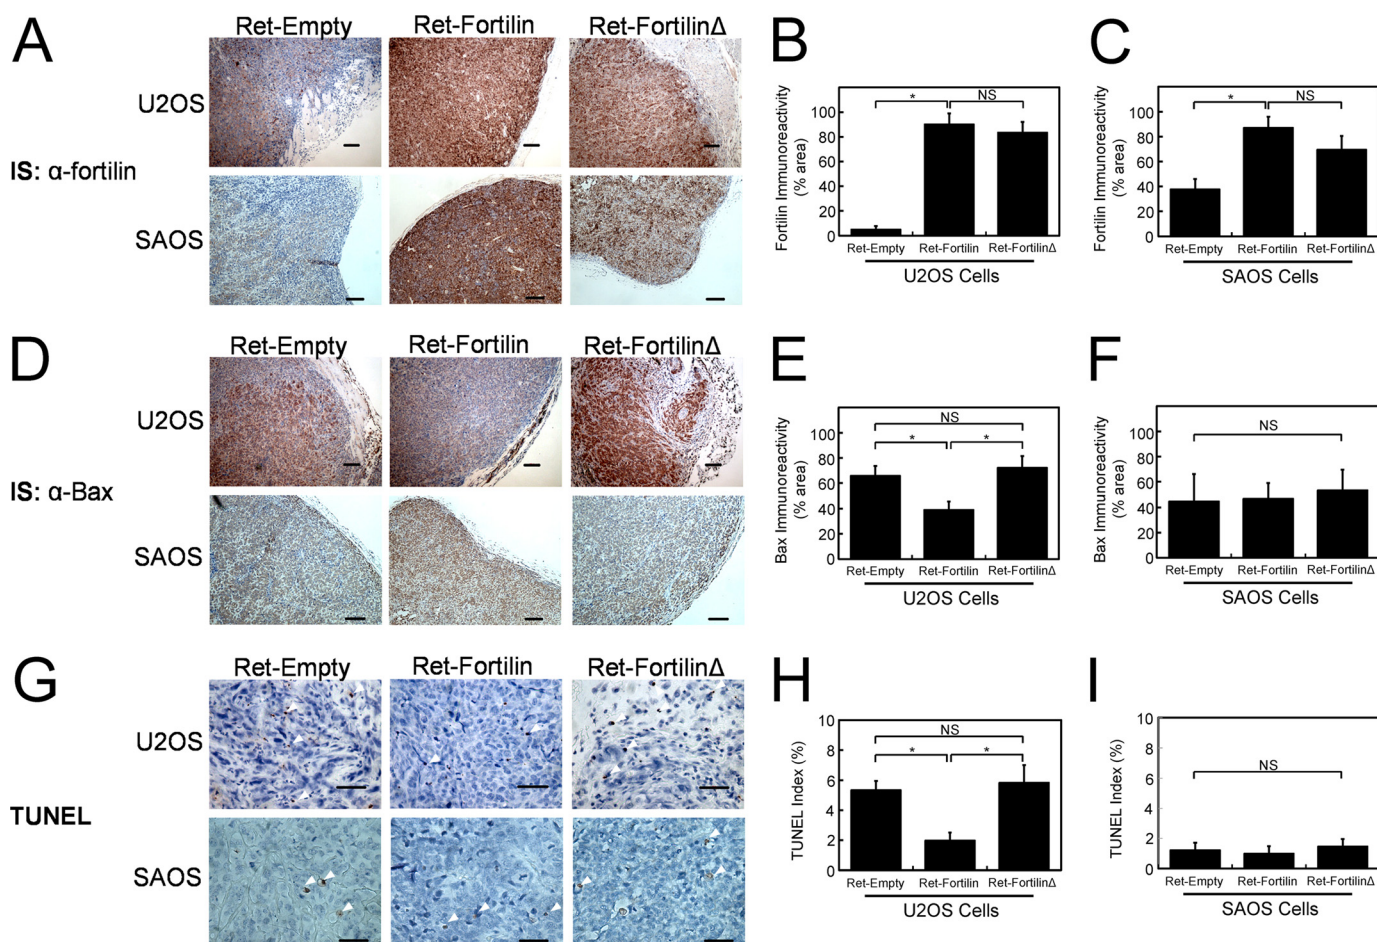 A
Ret-Empty
Ret-Fortilin
Ret-FortilinΔ
U2OS
IS: α-fortilin
SAOS
B
Fortilin Immunoreactivity
(% area)
100
80
60
40
20
0
*
NS
Ret-Empty
Ret-Fortilin
Ret-FortilinΔ
U2OS Cells
C
Fortilin Immunoreactivity
(% area)
100
80
60
40
20
0
*
NS
Ret-Empty
Ret-Fortilin
Ret-FortilinΔ
SAOS Cells
D
Ret-Empty
Ret-Fortilin
Ret-FortilinΔ
U2OS
IS: α-Bax
SAOS
E
Bax Immunoreactivity
(% area)
100
80
60
40
20
0
NS
*
*
Ret-Empty
Ret-Fortilin
Ret-FortilinΔ
U2OS Cells
F
Bax Immunoreactivity
(% area)
100
80
60
40
20
0
NS
Ret-Empty
Ret-Fortilin
Ret-FortilinΔ
SAOS Cells
G
Ret-Empty
Ret-Fortilin
Ret-FortilinΔ
U2OS
TUNEL
SAOS
H
TUNEL Index (%)
10
8
6
4
2
0
NS
*
*
Ret-Empty
Ret-Fortilin
Ret-FortilinΔ
U2OS Cells
I
TUNEL Index (%)
10
8
6
4
2
0
NS
Ret-Empty
Ret-Fortilin
Ret-FortilinΔ
SAOS Cells